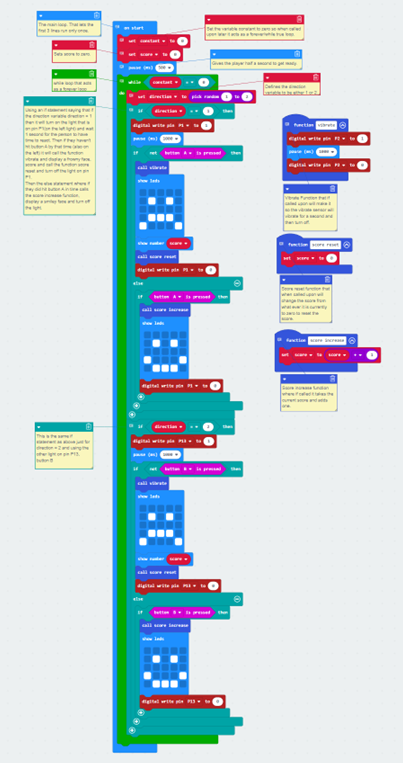 The main loop. That lets the
first 3 lines run only once.
on start
Set the variable constant to zero so when called
upon later it acts as a forever/while true loop.
set constant to 0
Sets score to zero.
set score to 0
pause (ms) 500
Gives the player half a second to get ready.
while loop that acts
as a forever loop.
while constant = 0
do
Defines the direction
variable to be either 1 or 2.
set direction to pick random 1 to 2
Using an if statement saying that if
the direction variable direction = 1
then it will turn on the light that is
on pin P1(on the left light) and wait
1 second for the person to have
time to react. Then if they haven't
hit button A by that time (also on
the left) it will call the function
vibrate and display a frowny face,
score and call the function score
reset and turn off the light on pin
P1.
Then the else statement where if
they did hit button A in time calls
the score increase function,
display a smiley face and turn off
the light.
if direction = 1 then
digital write pin P1 to 1
pause (ms) 1000
if not button A is pressed then
call vibrate
show leds
show number score
call score reset
digital write pin P1 to 0
else
if button A is pressed then
call score increase
show leds
digital write pin P1 to 0
This is the same if
statement as above just for
direction = 2 and using the
other light on pin P13,
button B
if direction = 2 then
digital write pin P13 to 1
pause (ms) 1000
if not button B is pressed then
call vibrate
show leds
show number score
call score reset
digital write pin P13 to 0
else
if button B is pressed then
call score increase
show leds
digital write pin P13 to 0
function vibrate
digital write pin P2 to 1
pause (ms) 1000
digital write pin P2 to 0
Vibrate Function that if
called upon will make it
so the vibrate sensor will
vibrate for a second and
then turn off.
function score reset
set score to 0
Score reset function that
when called upon will
change the score from
what ever it is currently
to zero to reset the
score.
function score increase
set score to score + 1
Score increase function
where if called it takes the
current score and adds
one.